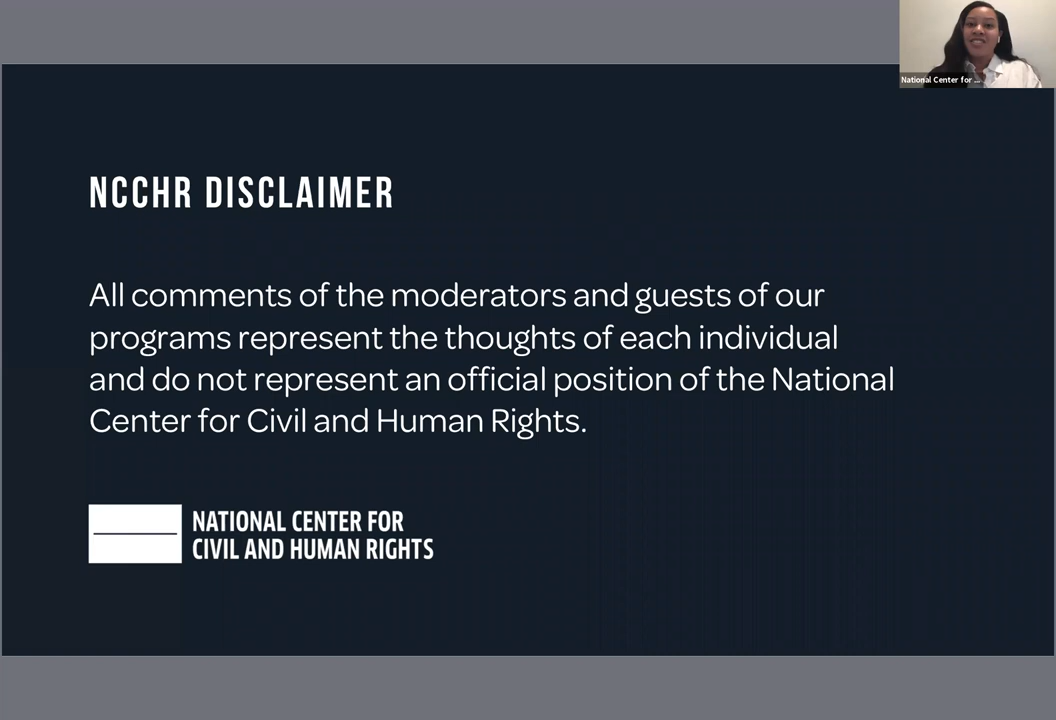 National Center for ...
NCCHR DISCLAIMER
All comments of the moderators and guests of our
programs represent the thoughts of each individual
and do not represent an official position of the National
Center for Civil and Human Rights.
NATIONAL CENTER FOR
CIVIL AND HUMAN RIGHTS